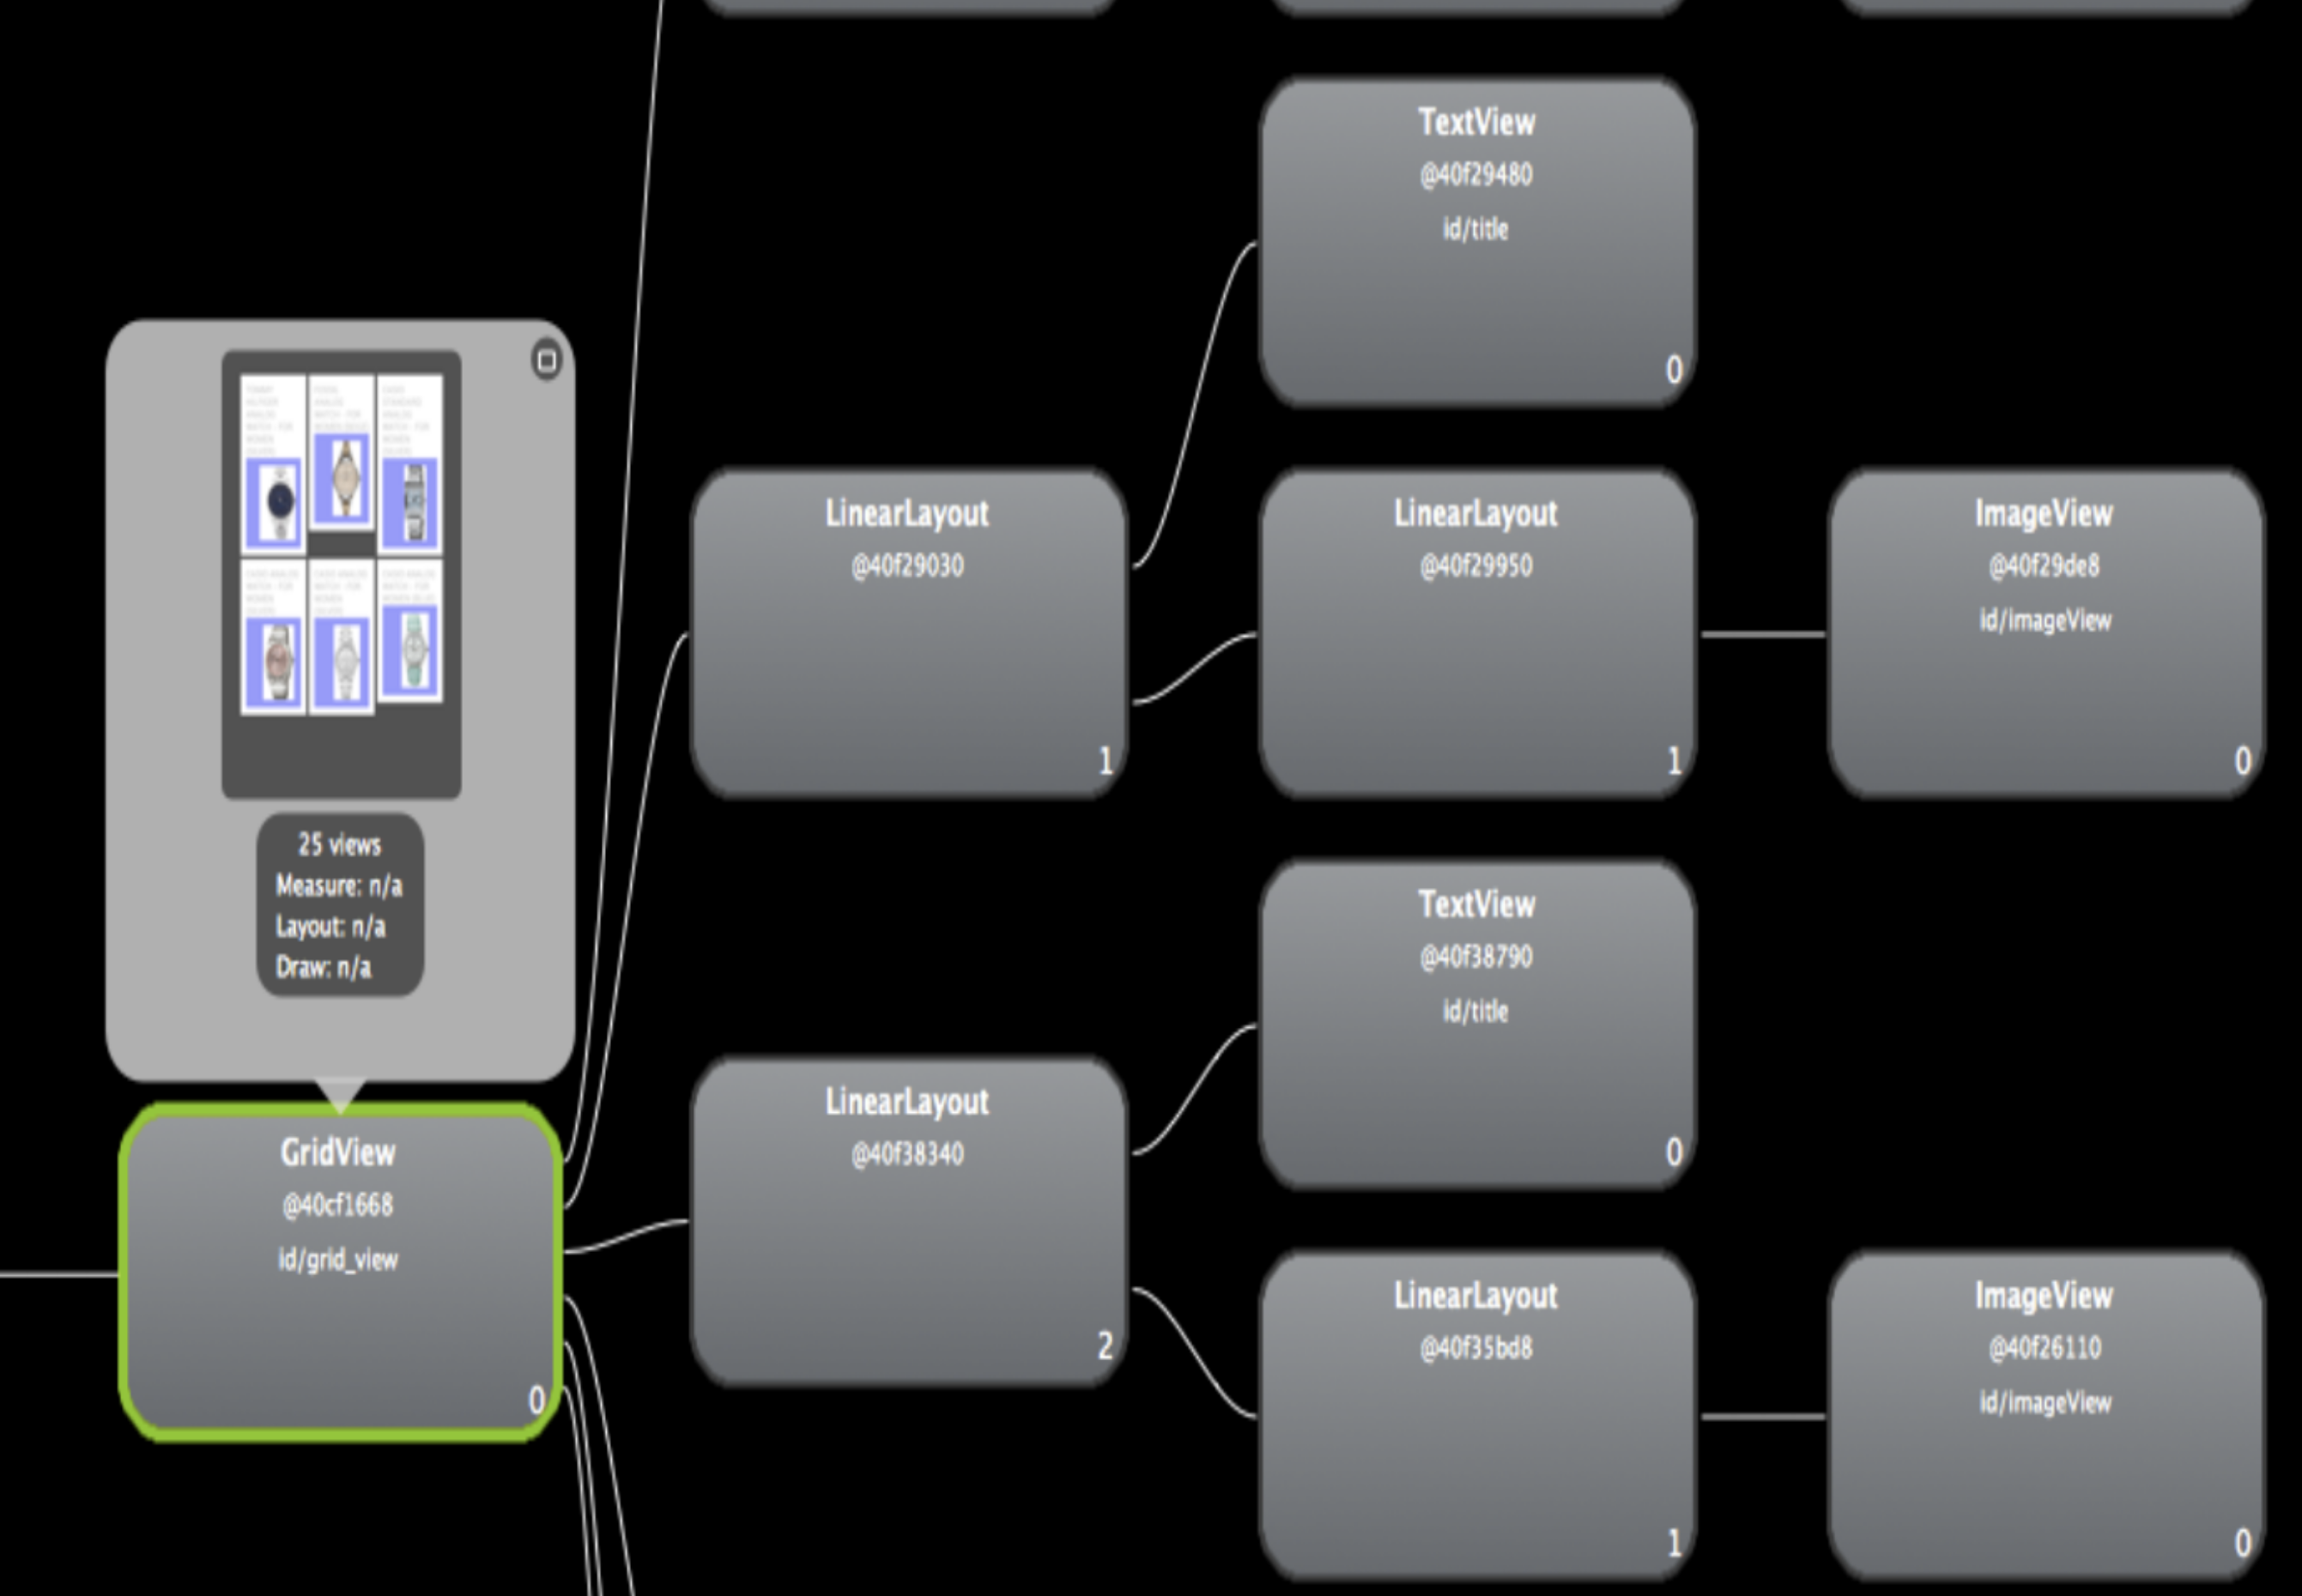 TextView
@40f29480
id/title
0
LinearLayout
@40f29030
1
LinearLayout
@40f29950
1
ImageView
@40f29de8
id/imageView
0
25 views
Measure: n/a
Layout: n/a
Draw: n/a
TextView
@40f38790
id/title
0
GridView
@40cf1668
id/grid_view
0
LinearLayout
@40f38340
2
LinearLayout
@40f35bd8
1
ImageView
@40f26110
id/imageView
0